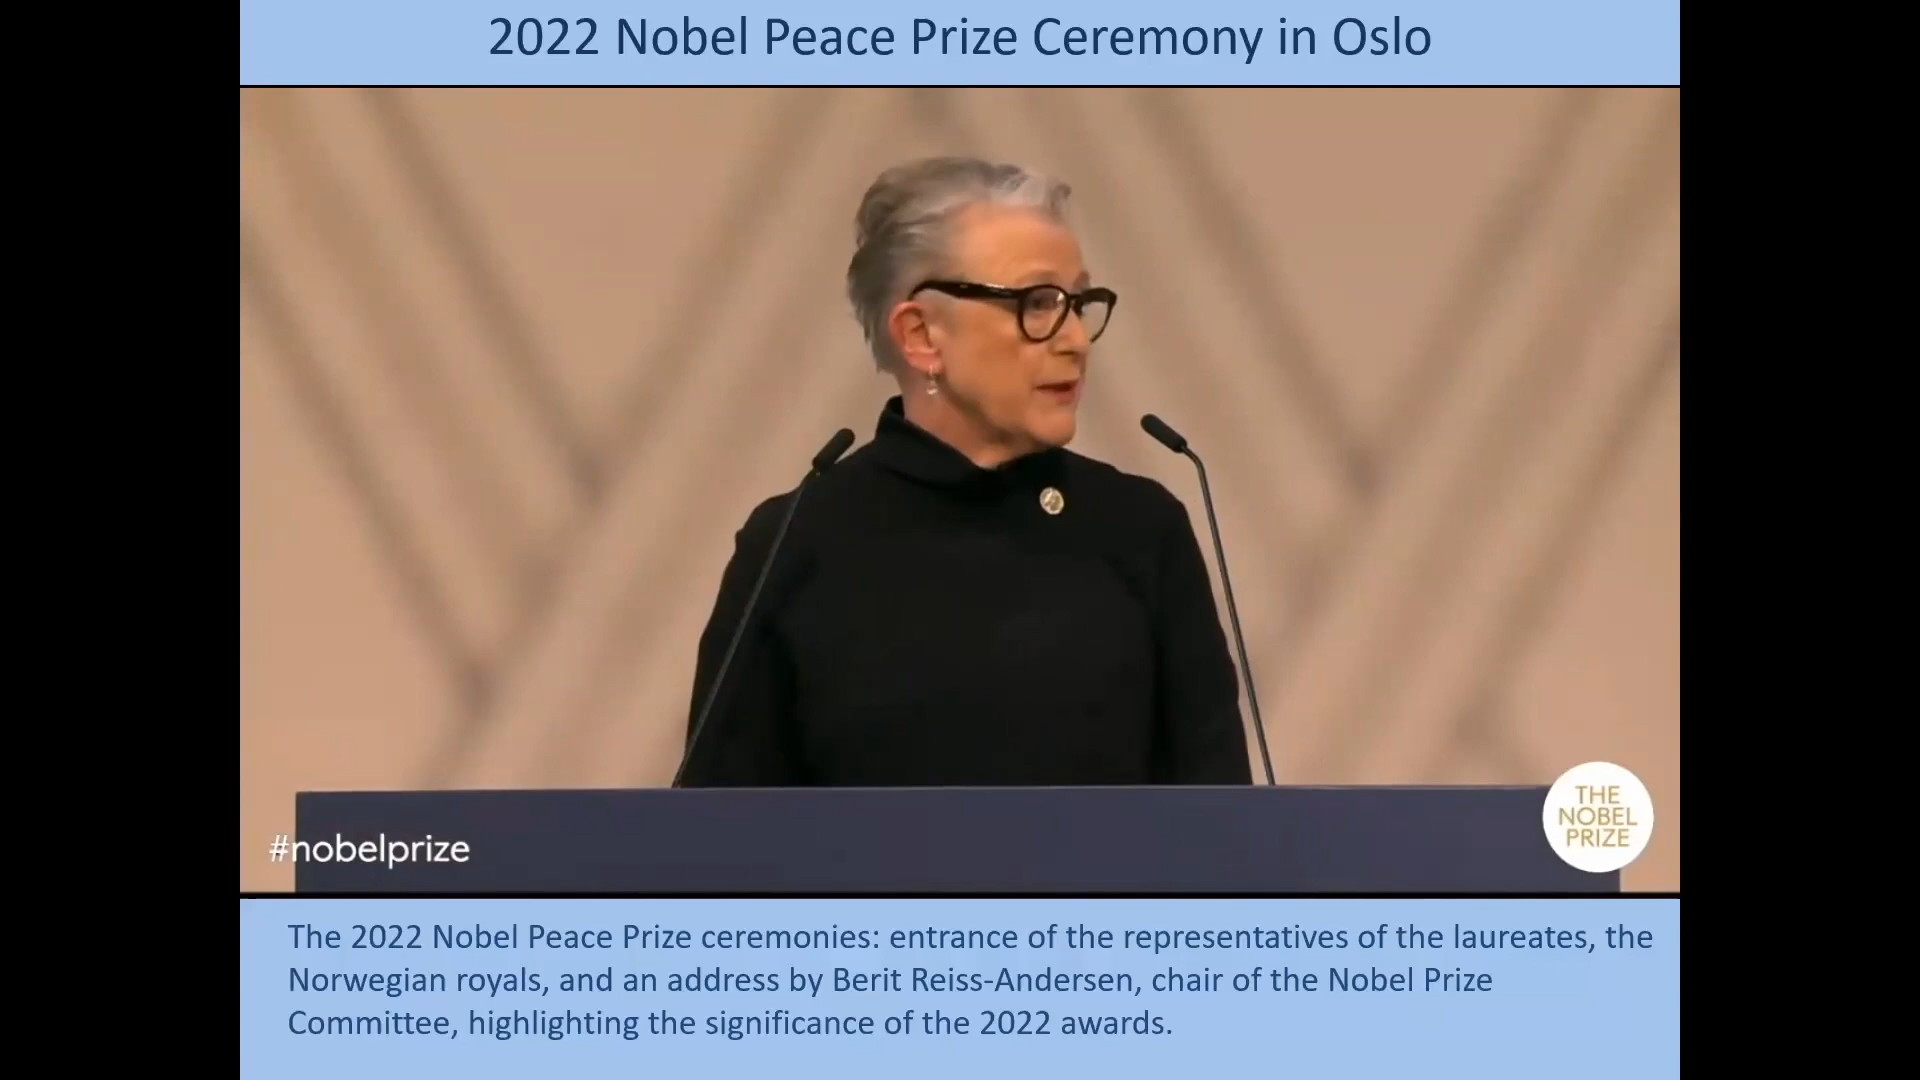 2022 Nobel Peace Prize Ceremony in Oslo
#nobelprize
THE
NOBEL
PRIZE
The 2022 Nobel Peace Prize ceremonies: entrance of the representatives of the laureates, the
Norwegian royals, and an address by Berit Reiss-Andersen, chair of the Nobel Prize
Committee, highlighting the significance of the 2022 awards.